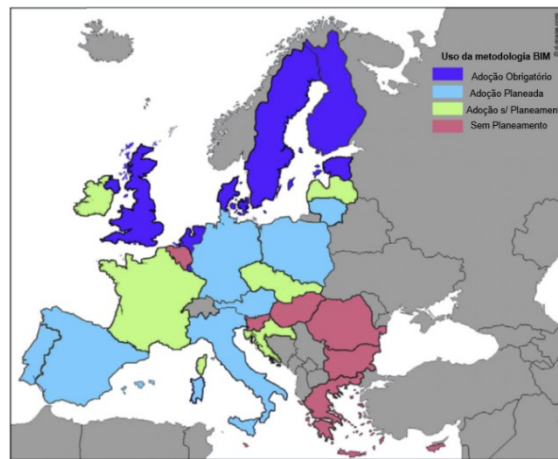 Uso da metodologia BIM
Adoção Obrigatório
Adoção Planeada
Adoção s/ Planeamen
Sem Planeamento